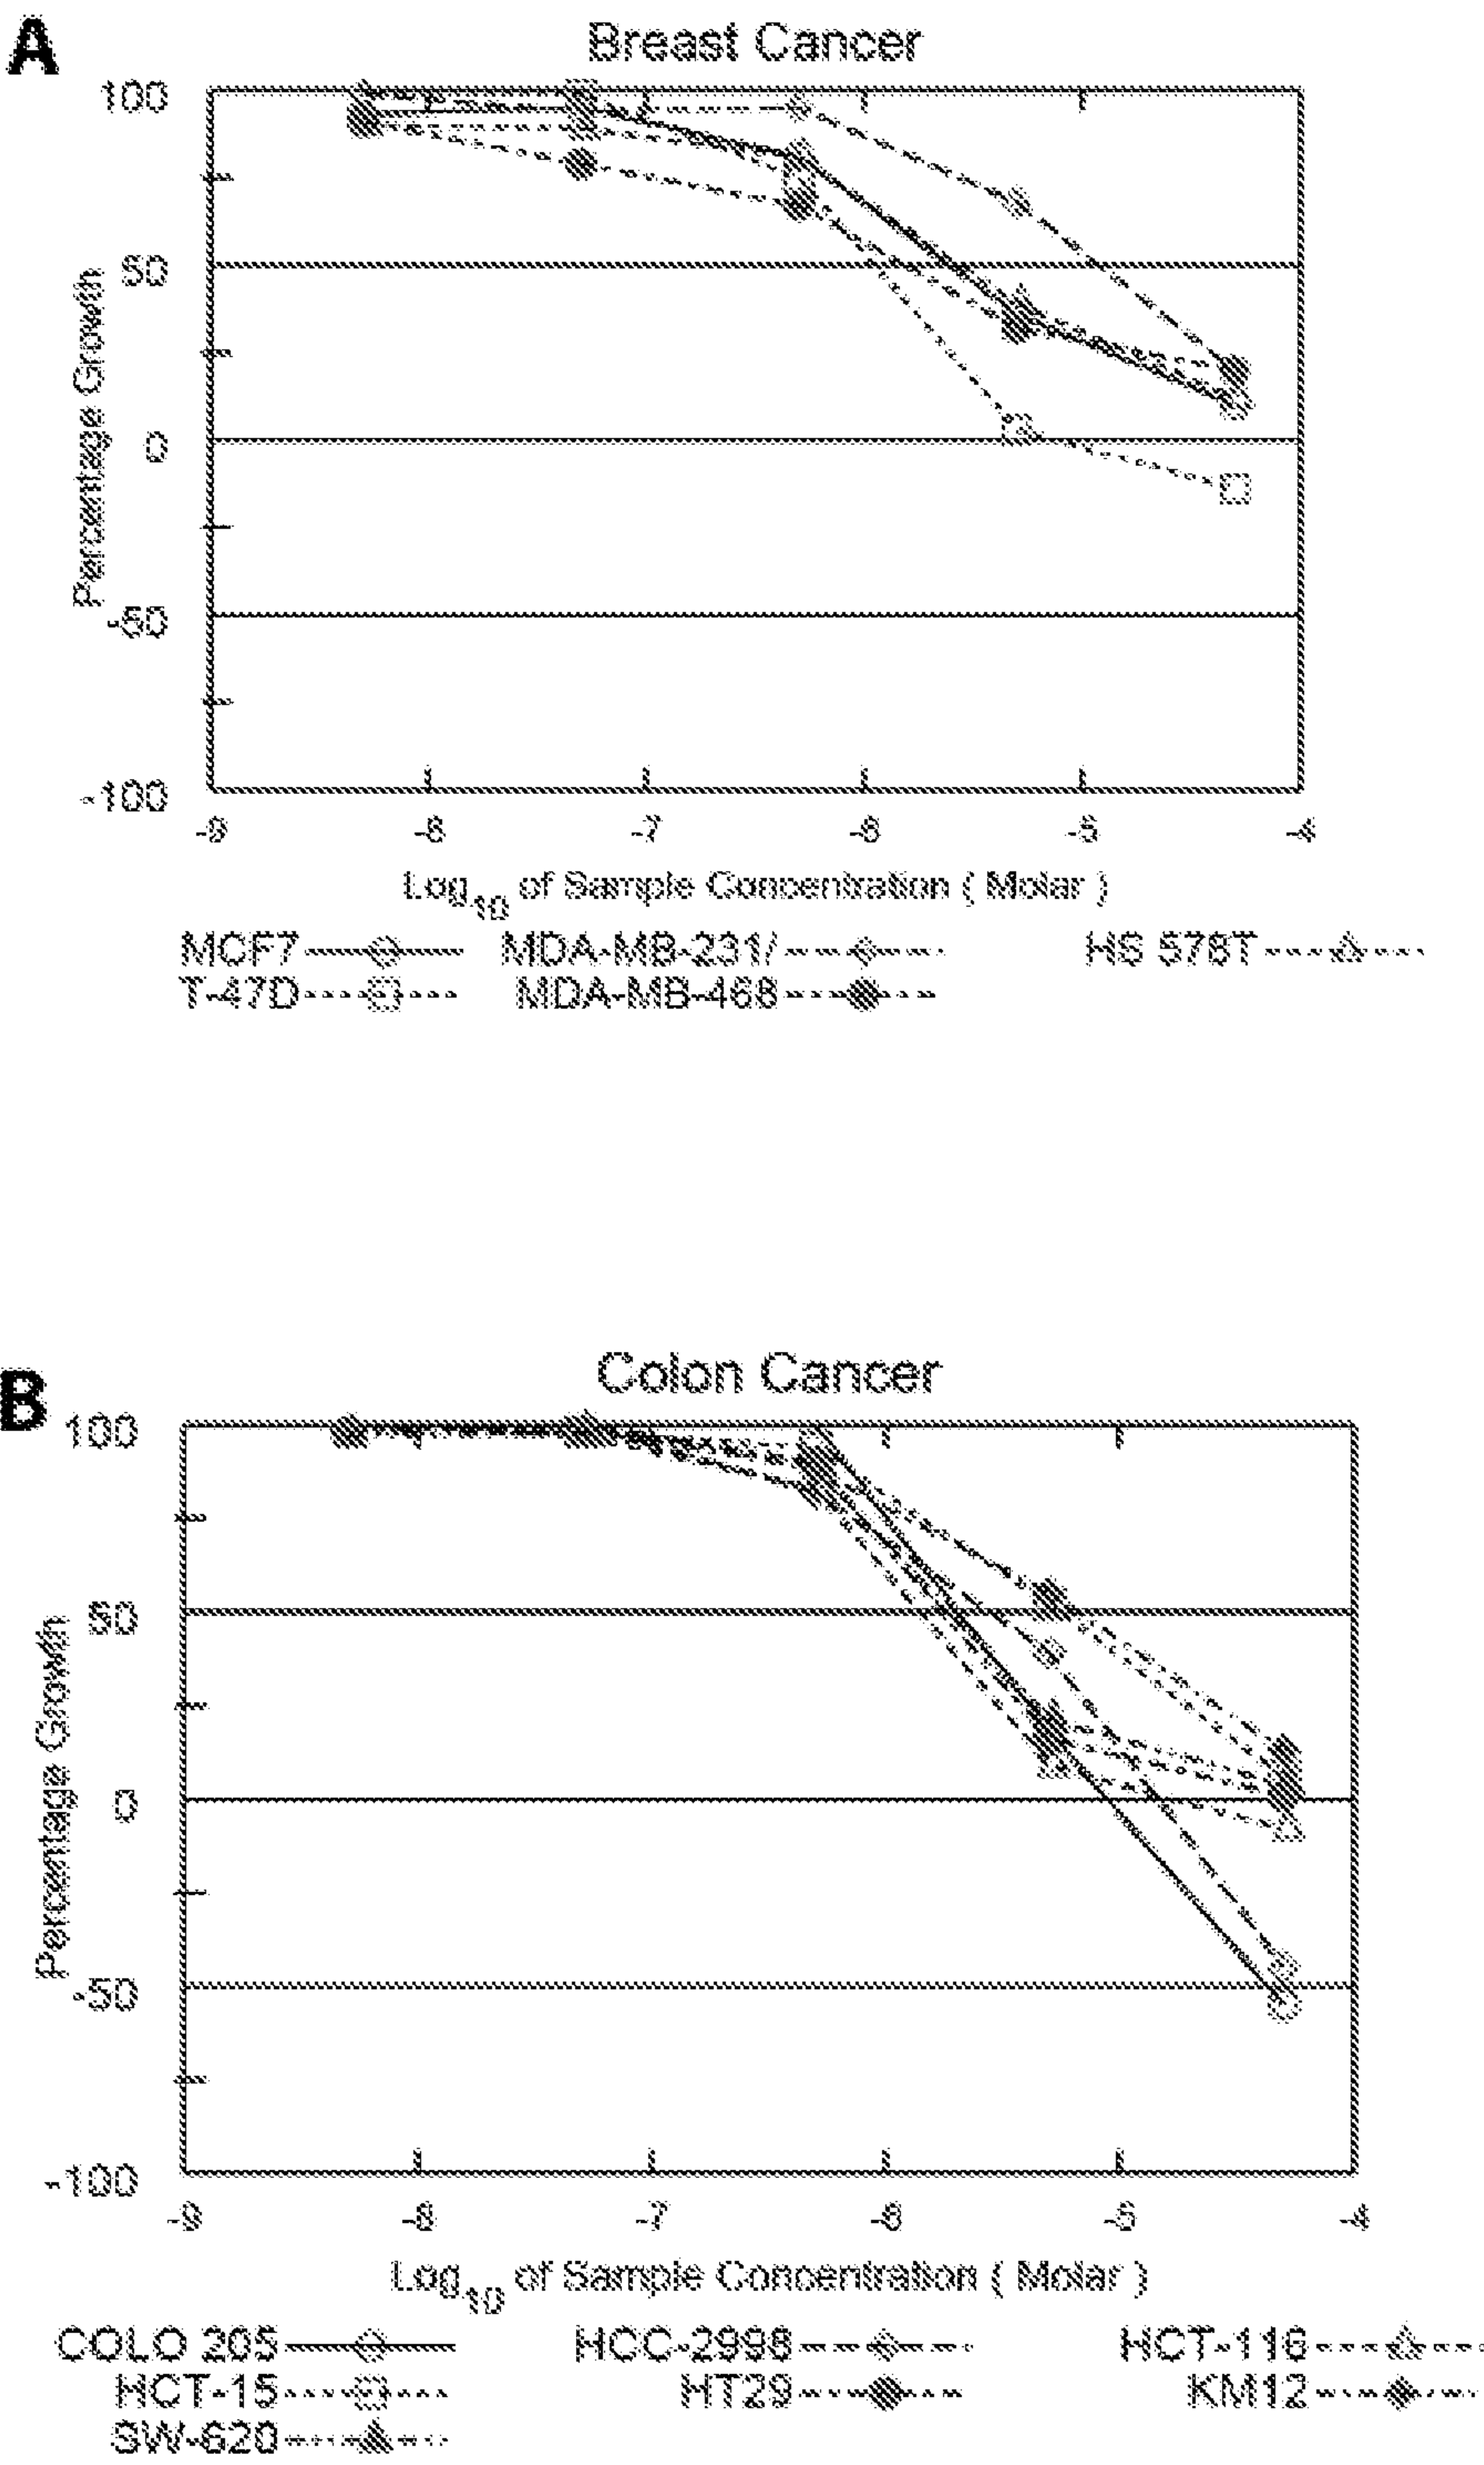 A
Breast Cancer
100
50
0
-50
-100
Percentage Growth
-9 -8 -7 -6 -5 -4
Log10 of Sample Concentration ( Molar )
MCF7 MDA-MB-231/ HS 578T
T-47D MDA-MB-468
B
Colon Cancer
100
50
0
-50
-100
Percentage Growth
-9 -8 -7 -6 -5 -4
Log10 of Sample Concentration ( Molar )
COLO 205 HCC-2998 HCT-116
HCT-15 HT29 KM12
SW-620